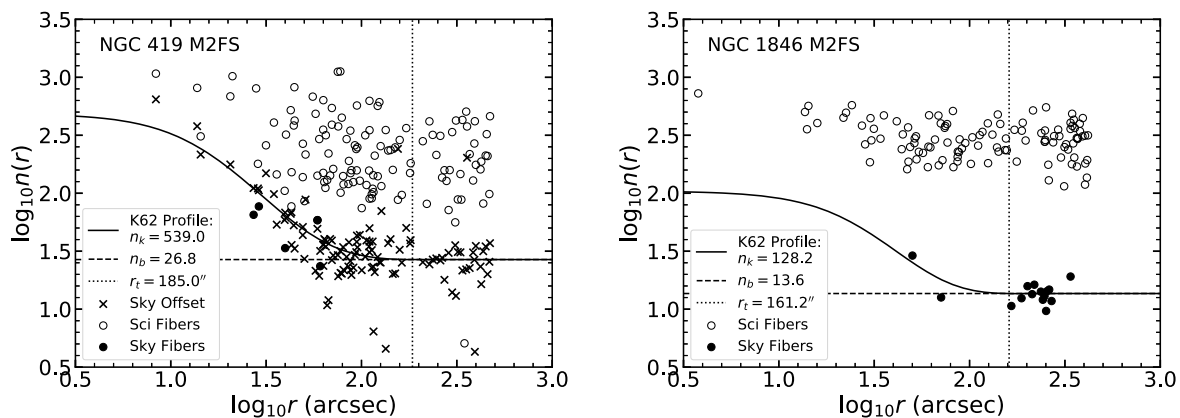 NGC 419 M2FS
log₁₀n(r)
3.5
3.0
2.5
2.0
1.5
1.0
0.5
K62 Profile:
nₖ = 539.0
n_b = 26.8
rₜ = 185.0″
Sky Offset
Sci Fibers
Sky Fibers
0.5 1.0 1.5 2.0 2.5 3.0
log₁₀r (arcsec)
NGC 1846 M2FS
log₁₀n(r)
3.5
3.0
2.5
2.0
1.5
1.0
0.5
K62 Profile:
nₖ = 128.2
n_b = 13.6
rₜ = 161.2″
Sci Fibers
Sky Fibers
0.5 1.0 1.5 2.0 2.5 3.0
log₁₀r (arcsec)